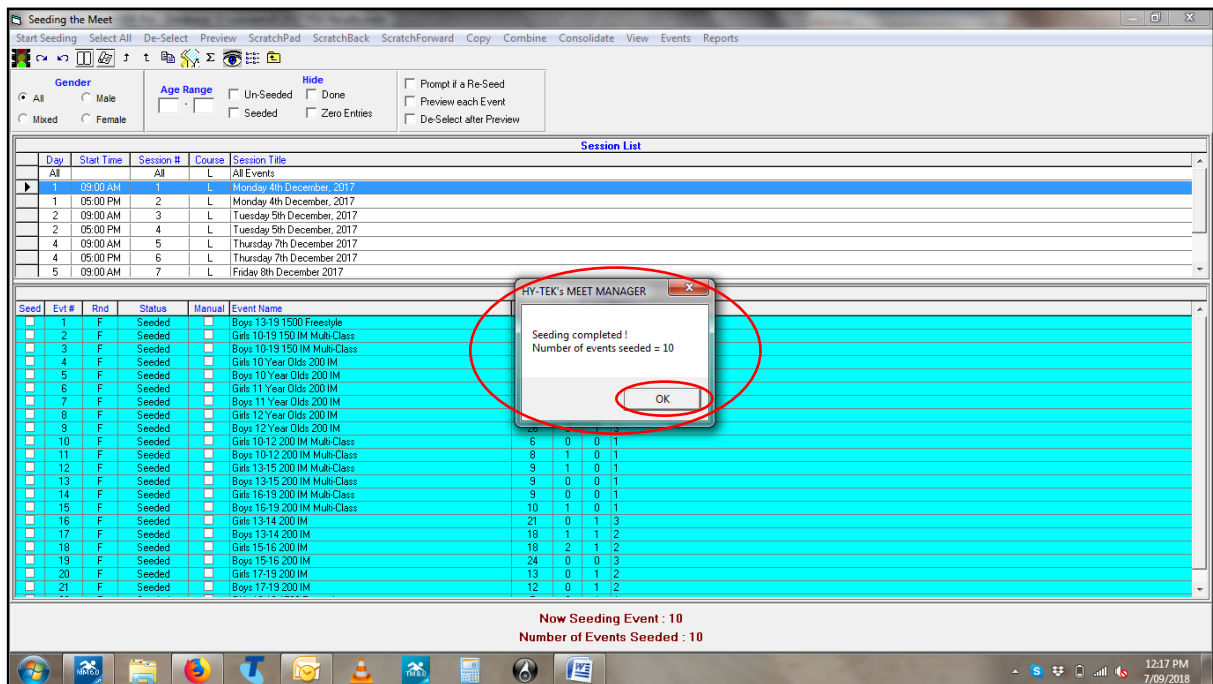 Seeding the Meet
Start Seeding Select All De-Select Preview ScratchPad ScratchBack ScratchForward Copy Combine Consolidate View Events Reports
Gender
All Male
Mixed Female
Age Range
-
Hide
Un-Seeded Done
Seeded Zero Entries
Prompt if a Re-Seed
Preview each Event
De-Select after Preview
Session List
Day Start Time Session # Course Session Title
All All L All Events
1 09:00 AM 1 L Monday 4th December, 2017
1 05:00 PM 2 L Monday 4th December, 2017
2 09:00 AM 3 L Tuesday 5th December, 2017
2 05:00 PM 4 L Tuesday 5th December, 2017
4 09:00 AM 5 L Thursday 7th December 2017
4 05:00 PM 6 L Thursday 7th December 2017
5 09:00 AM 7 L Friday 8th December 2017
HY-TEK's MEET MANAGER
Seeding completed !
Number of events seeded = 10
OK
Seed Evt # Rnd Status Manual Event Name
1 F Seeded Boys 13-19 1500 Freestyle
2 F Seeded Girls 10-19 150 IM Multi-Class
3 F Seeded Boys 10-19 150 IM Multi-Class
4 F Seeded Girls 10 Year Olds 200 IM
5 F Seeded Boys 10 Year Olds 200 IM
6 F Seeded Girls 11 Year Olds 200 IM
7 F Seeded Boys 11 Year Olds 200 IM
8 F Seeded Girls 12 Year Olds 200 IM
9 F Seeded Boys 12 Year Olds 200 IM
10 F Seeded Girls 10-12 200 IM Multi-Class 6 0 0 1
11 F Seeded Boys 10-12 200 IM Multi-Class 8 1 0 1
12 F Seeded Girls 13-15 200 IM Multi-Class 9 1 0 1
13 F Seeded Boys 13-15 200 IM Multi-Class 9 0 0 1
14 F Seeded Girls 16-19 200 IM Multi-Class 9 0 0 1
15 F Seeded Boys 16-19 200 IM Multi-Class 10 1 0 1
16 F Seeded Girls 13-14 200 IM 21 0 1 3
17 F Seeded Boys 13-14 200 IM 18 1 1 2
18 F Seeded Girls 15-16 200 IM 18 2 1 2
19 F Seeded Boys 15-16 200 IM 24 0 0 3
20 F Seeded Girls 17-19 200 IM 13 0 1 2
21 F Seeded Boys 17-19 200 IM 12 0 1 2
Now Seeding Event : 10
Number of Events Seeded : 10
12:17 PM
7/09/2018